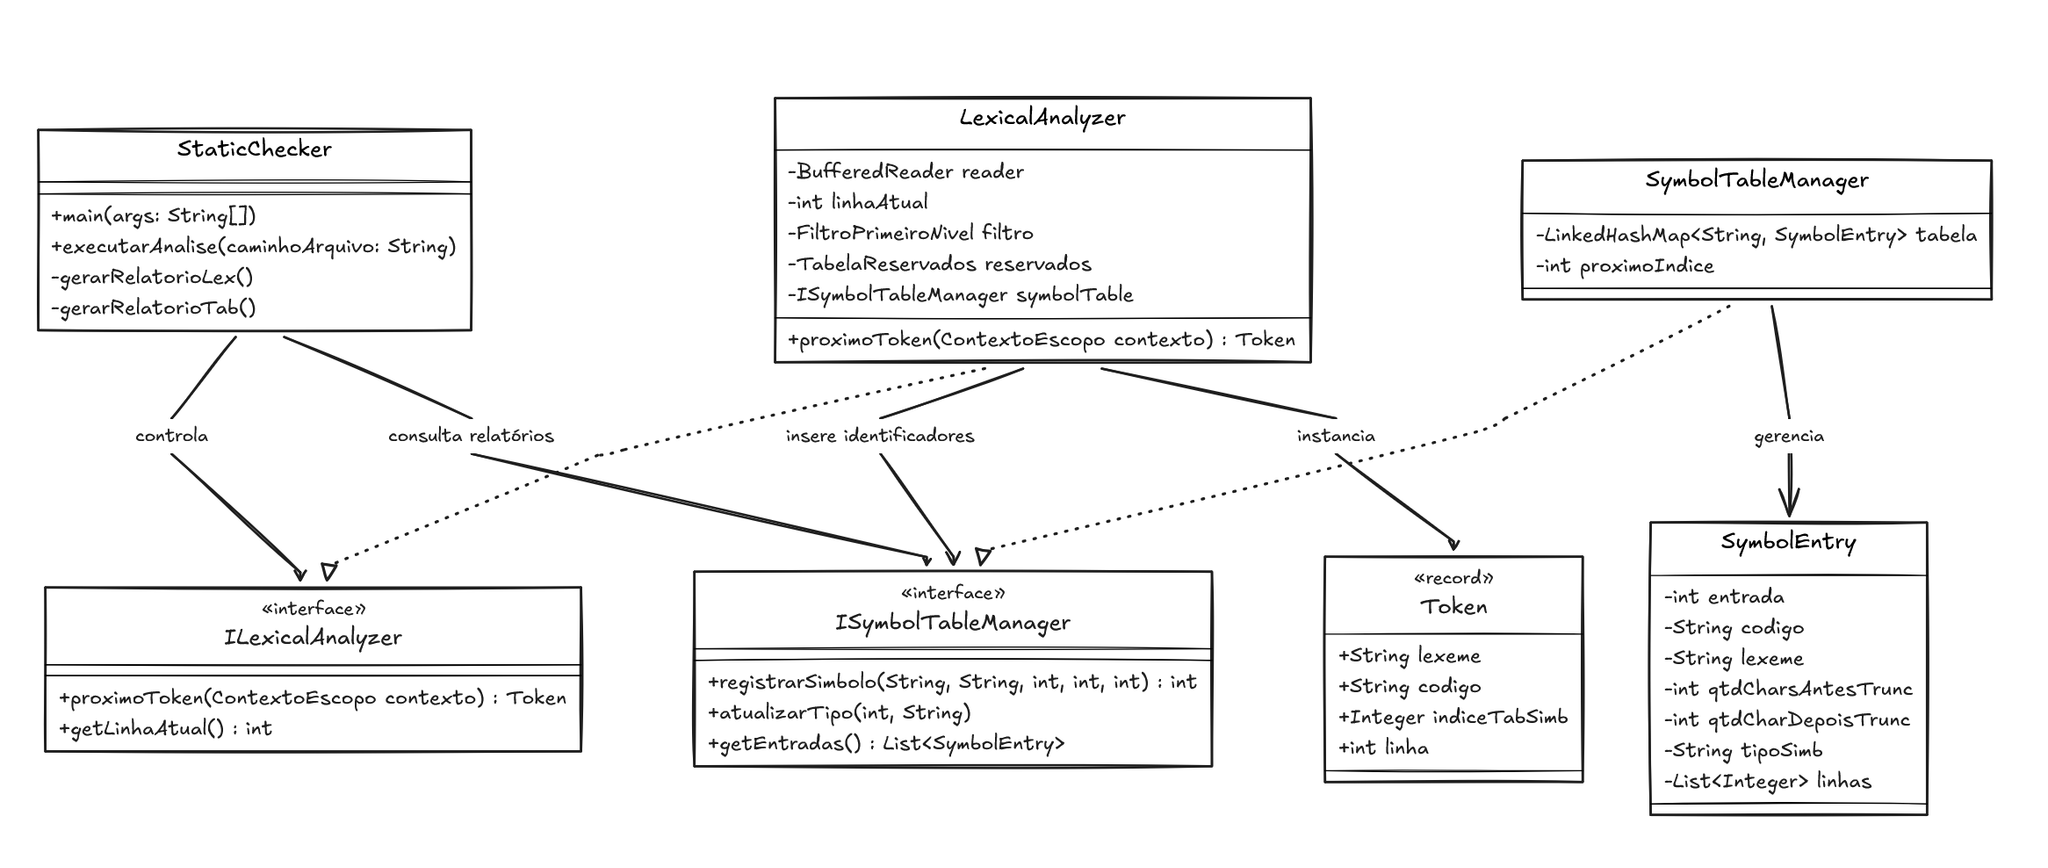 StaticChecker
+main(args: String[])
+executarAnalise(caminhoArquivo: String)
-gerarRelatorioLex()
-gerarRelatorioTab()
LexicalAnalyzer
-BufferedReader reader
-int linhaAtual
-FiltroPrimeiroNivel filtro
-TabelaReservados reservados
-ISymbolTableManager symbolTable
+proximoToken(ContextoEscopo contexto) : Token
SymbolTableManager
-LinkedHashMap<String, SymbolEntry> tabela
-int proximoIndice
controla
consulta relatórios
insere identificadores
instancia
gerencia
«interface»
ILexicalAnalyzer
+proximoToken(ContextoEscopo contexto) : Token
+getLinhaAtual() : int
«interface»
ISymbolTableManager
+registrarSimbolo(String, String, int, int, int) : int
+atualizarTipo(int, String)
+getEntradas() : List<SymbolEntry>
«record»
Token
+String lexeme
+String codigo
+Integer indiceTabSimb
+int linha
SymbolEntry
-int entrada
-String codigo
-String lexeme
-int qtdCharsAntesTrunc
-int qtdCharDepoisTrunc
-String tipoSimb
-List<Integer> linhas